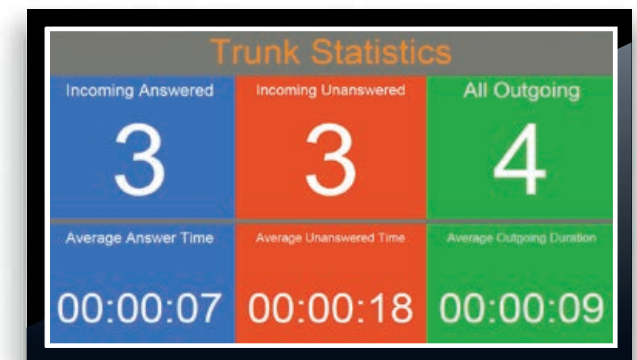 Trunk Statistics
Incoming Answered
Incoming Unanswered
All Outgoing
3
3
4
Average Answer Time
Average Unanswered Time
Average Outgoing Duration
00:00:07
00:00:18
00:00:09